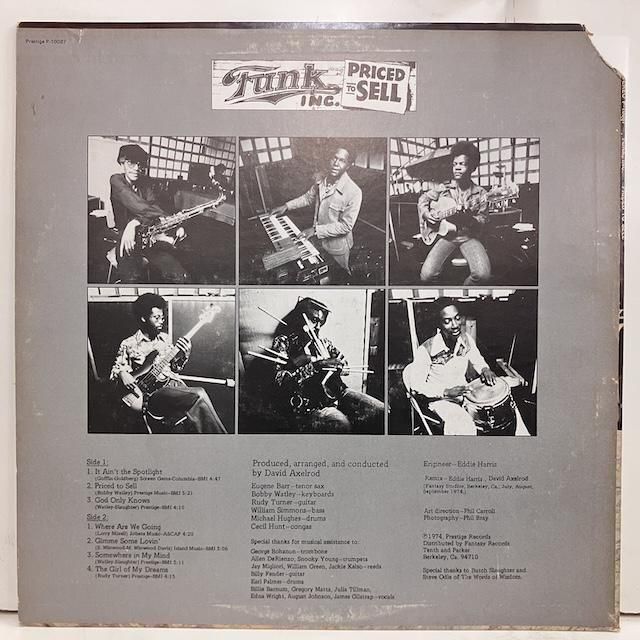 Prestige P-10087
Funk INC. PRICED TO SELL
Side 1:
1. It Ain't the Spotlight
(Goffin-Goldberg) Screen Gems-Columbia-BMI 4:47
2. Priced to Sell
(Bobby Watley) Prestige Music-BMI 5:21
3. God Only Knows
(Watley-Slaughter) Prestige-BMI 4:10
Side 2:
1. Where Are We Going
Jobete Music-ASCAP 4:20
2. Gimme Some Lovin'
(S. Winwood-M. Winwood-Davis) Island Music-BMI 3:06
3. Somewhere in My Mind
(Watley-Slaughter) Prestige-BMI 5:11
4. The Girl of My Dreams
(Rudy Turner) Prestige-BMI 4:15
Produced, arranged, and conducted
by David Axelrod
Eugene Barr—tenor sax
Bobby Watley—keyboards
Rudy Turner—guitar
William Simmons—bass
Michael Hughes—drums
Cecil Hunt—congas
Special thanks for musical assistance to:
George Bohanon—trombone
Allen DeRienzo, Snooky Young—trumpets
Jay Migliori, William Green, Jackie Kelso—reeds
Billy Fender—guitar
Earl Palmer—drums
Billie Barnum, Gregory Matta, Julia Tillman,
Edna Wright, August Johnson, James Gilstrap—vocals
Engineer—Eddie Harris
Remix—Eddie Harris, David Axelrod
(Fantasy Studios, Berkeley, Ca., July, August,
September 1974.)
Art direction—Phil Carroll
Photography—Phil Bray
©1974, Prestige Records
Distributed by Fantasy Records
Tenth and Parker
Berkeley, Ca. 94710
Special thanks to Butch Slaughter and
Steve Odis of The Words of Wisdom.